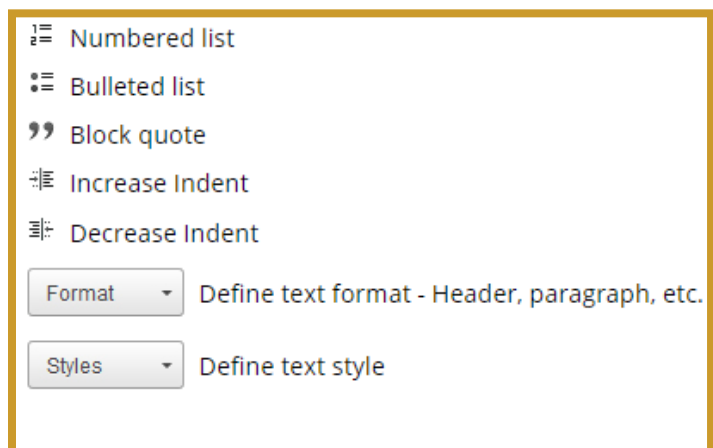 Numbered list
Bulleted list
Block quote
Increase Indent
Decrease Indent
Format Define text format - Header, paragraph, etc.
Styles Define text style